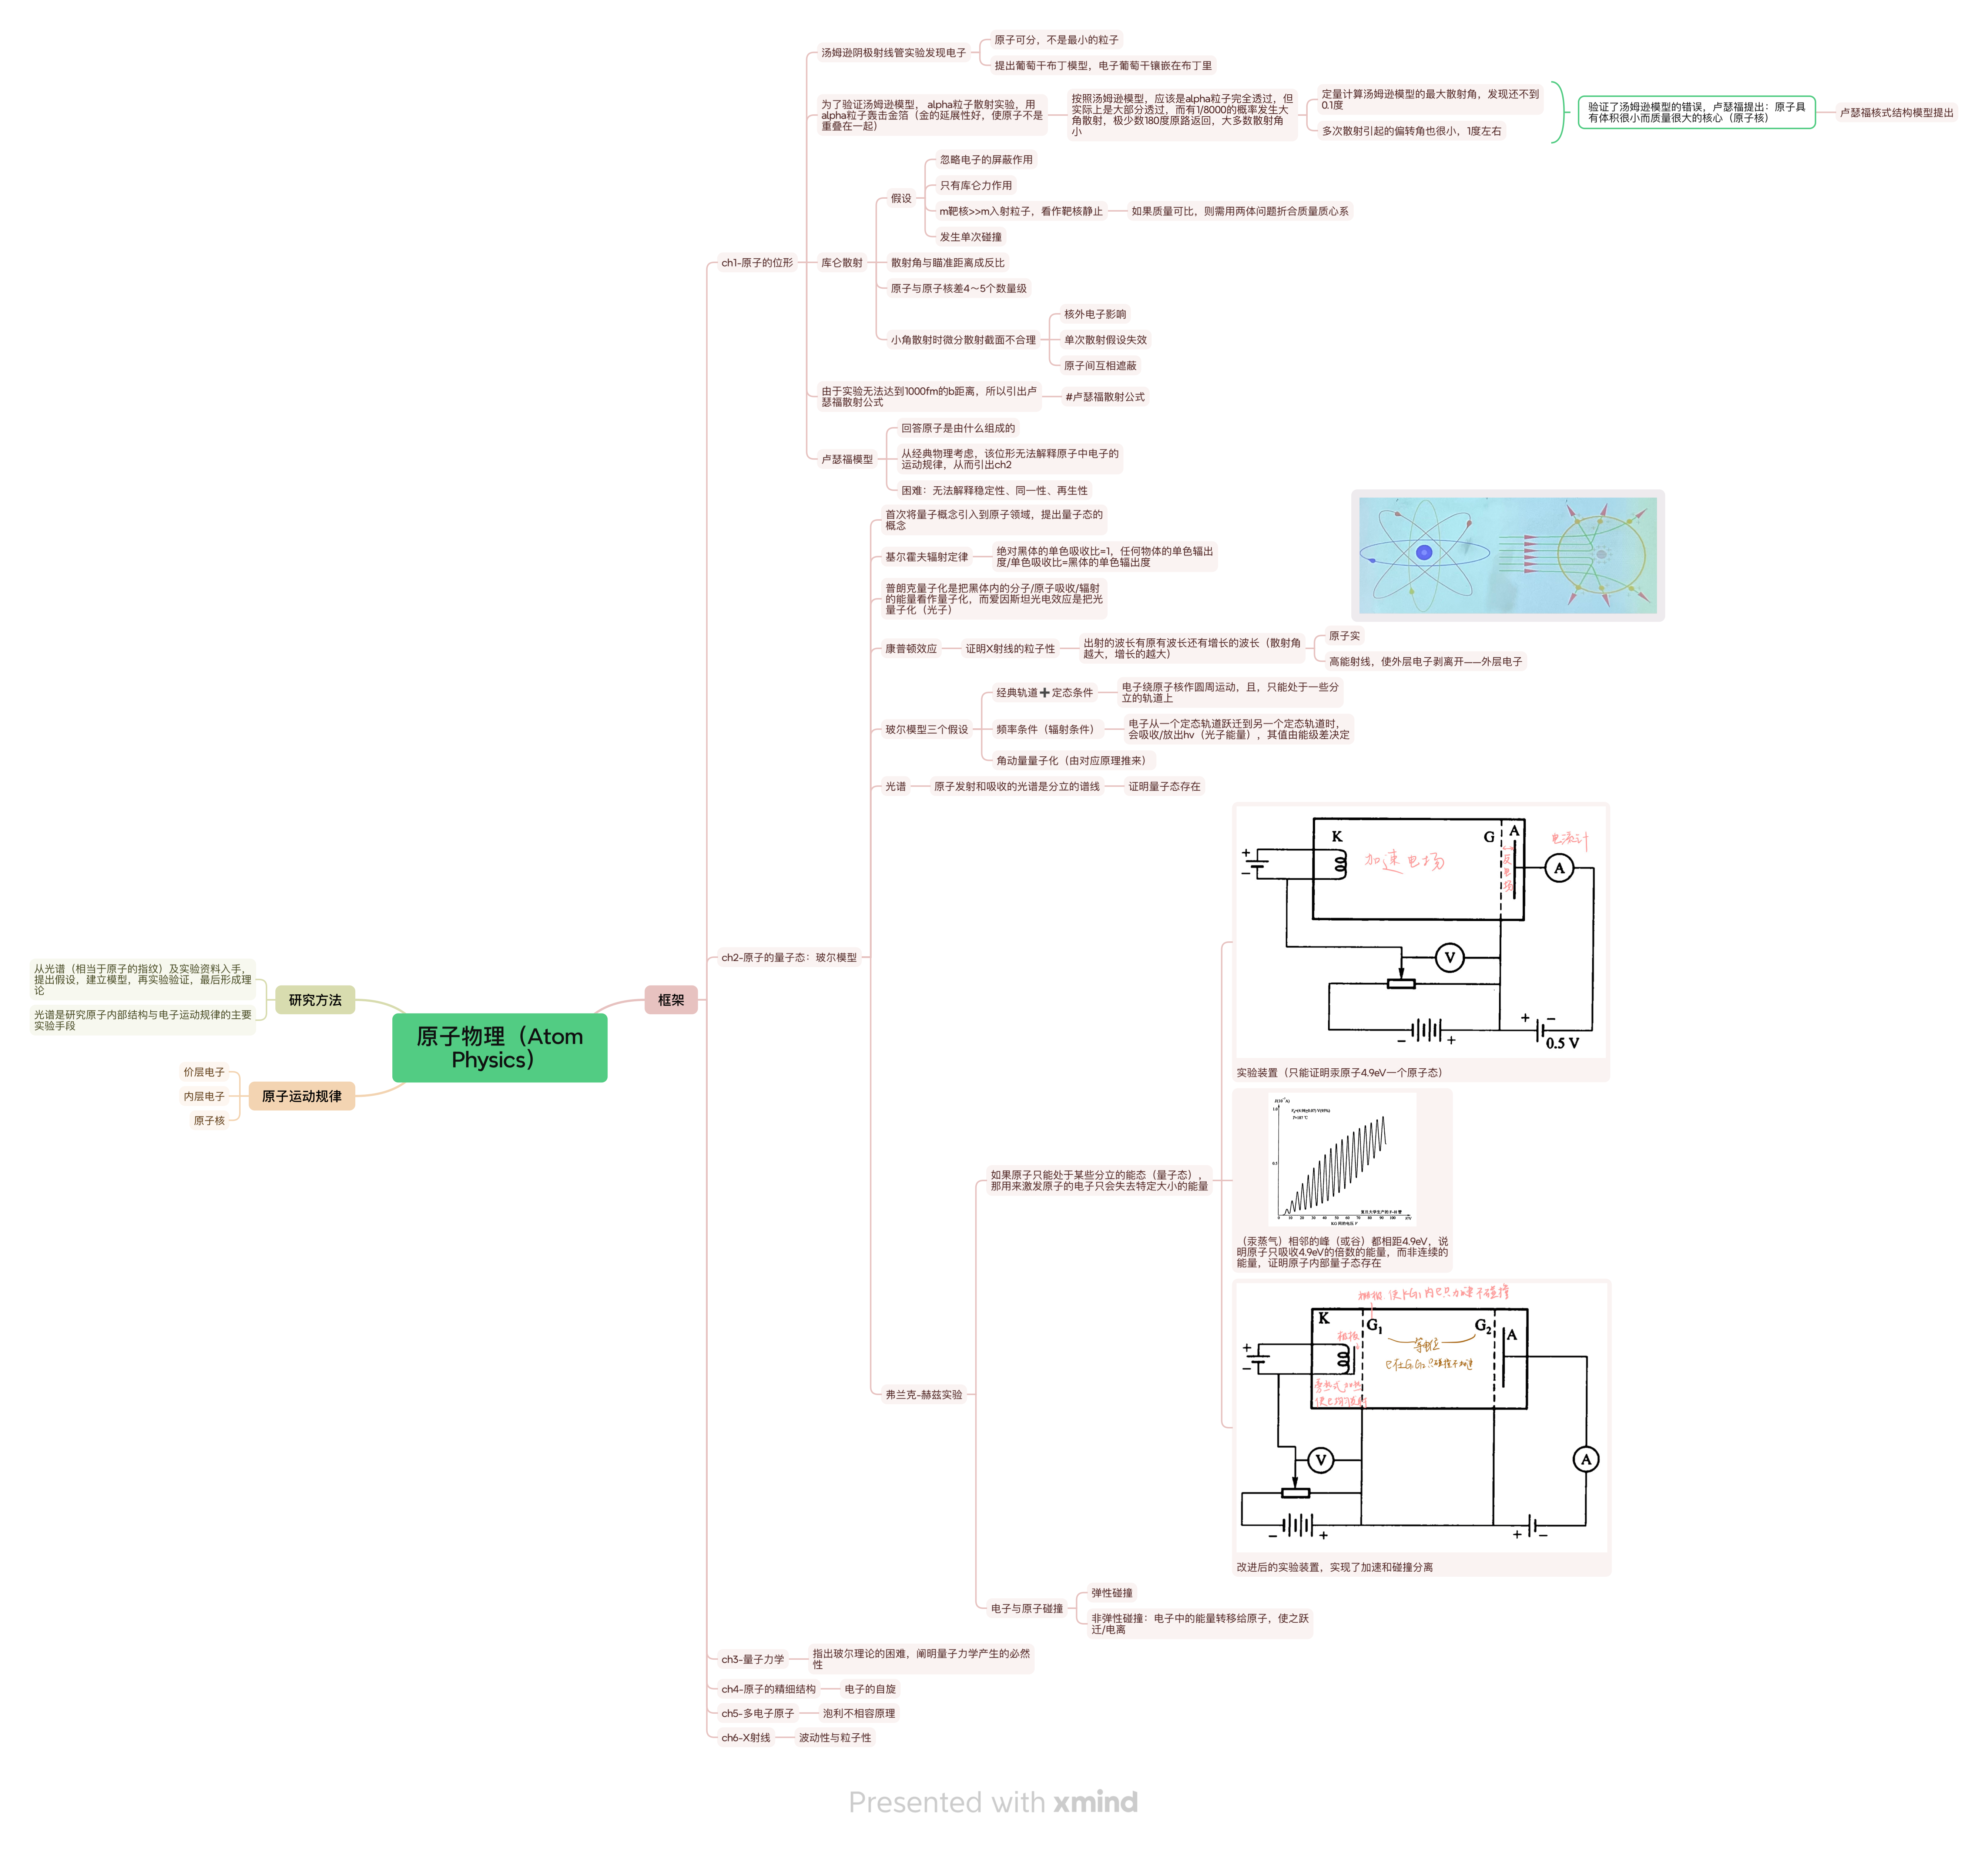 汤姆逊阴极射线管实验发现电子
原子可分，不是最小的粒子
提出葡萄干布丁模型，电子葡萄干镶嵌在布丁里
为了验证汤姆逊模型， alpha粒子散射实验，用
alpha粒子轰击金箔（金的延展性好，使原子不是
重叠在一起）
按照汤姆逊模型，应该是alpha粒子完全透过，但
实际上是大部分透过，而有1/8000的概率发生大
角散射，极少数180度原路返回，大多数散射角
小
定量计算汤姆逊模型的最大散射角，发现还不到
0.1度
多次散射引起的偏转角也很小，1度左右
验证了汤姆逊模型的错误，卢瑟福提出：原子具
有体积很小而质量很大的核心（原子核）
卢瑟福核式结构模型提出
ch1-原子的位形
库仑散射
假设
忽略电子的屏蔽作用
只有库仑力作用
m靶核>>m入射粒子，看作靶核静止
如果质量可比，则需用两体问题折合质量质心系
发生单次碰撞
散射角与瞄准距离成反比
原子与原子核差4～5个数量级
小角散射时微分散射截面不合理
核外电子影响
单次散射假设失效
原子间互相遮蔽
由于实验无法达到1000fm的b距离，所以引出卢
瑟福散射公式
#卢瑟福散射公式
卢瑟福模型
回答原子是由什么组成的
从经典物理考虑，该位形无法解释原子中电子的
运动规律，从而引出ch2
困难：无法解释稳定性、同一性、再生性
首次将量子概念引入到原子领域，提出量子态的
概念
基尔霍夫辐射定律
绝对黑体的单色吸收比=1，任何物体的单色辐出
度/单色吸收比=黑体的单色辐出度
普朗克量子化是把黑体内的分子/原子吸收/辐射
的能量看作量子化，而爱因斯坦光电效应是把光
量子化（光子）
康普顿效应
证明X射线的粒子性
出射的波长有原有波长还有增长的波长（散射角
越大，增长的越大）
原子实
高能射线，使外层电子剥离开——外层电子
玻尔模型三个假设
经典轨道➕定态条件
电子绕原子核作圆周运动，且，只能处于一些分
立的轨道上
频率条件（辐射条件）
电子从一个定态轨道跃迁到另一个定态轨道时，
会吸收/放出hv（光子能量），其值由能级差决定
角动量量子化（由对应原理推来）
光谱
原子发射和吸收的光谱是分立的谱线
证明量子态存在
ch2-原子的量子态：玻尔模型
K
G
A
加速电场
反电场
电流计
A
+
−
V
−
+
+
−
0.5 V
实验装置（只能证明汞原子4.9eV一个原子态）
如果原子只能处于某些分立的能态（量子态），
那用来激发原子的电子只会失去特定大小的能量
1.0
0.5
0 10 20 30 40 50 60 70 80 90 100
（汞蒸气）相邻的峰（或谷）都相距4.9eV，说
明原子只吸收4.9eV的倍数的能量，而非连续的
能量，证明原子内部量子态存在
K
G1
G2
A
等电位
+
−
V
A
−
+
+
−
改进后的实验装置，实现了加速和碰撞分离
弗兰克-赫兹实验
电子与原子碰撞
弹性碰撞
非弹性碰撞：电子中的能量转移给原子，使之跃
迁/电离
ch3-量子力学
指出玻尔理论的困难，阐明量子力学产生的必然
性
ch4-原子的精细结构
电子的自旋
ch5-多电子原子
泡利不相容原理
ch6-X射线
波动性与粒子性
框架
原子物理（Atom
Physics）
研究方法
从光谱（相当于原子的指纹）及实验资料入手，
提出假设，建立模型，再实验验证，最后形成理
论
光谱是研究原子内部结构与电子运动规律的主要
实验手段
原子运动规律
价层电子
内层电子
原子核
Presented with xmind